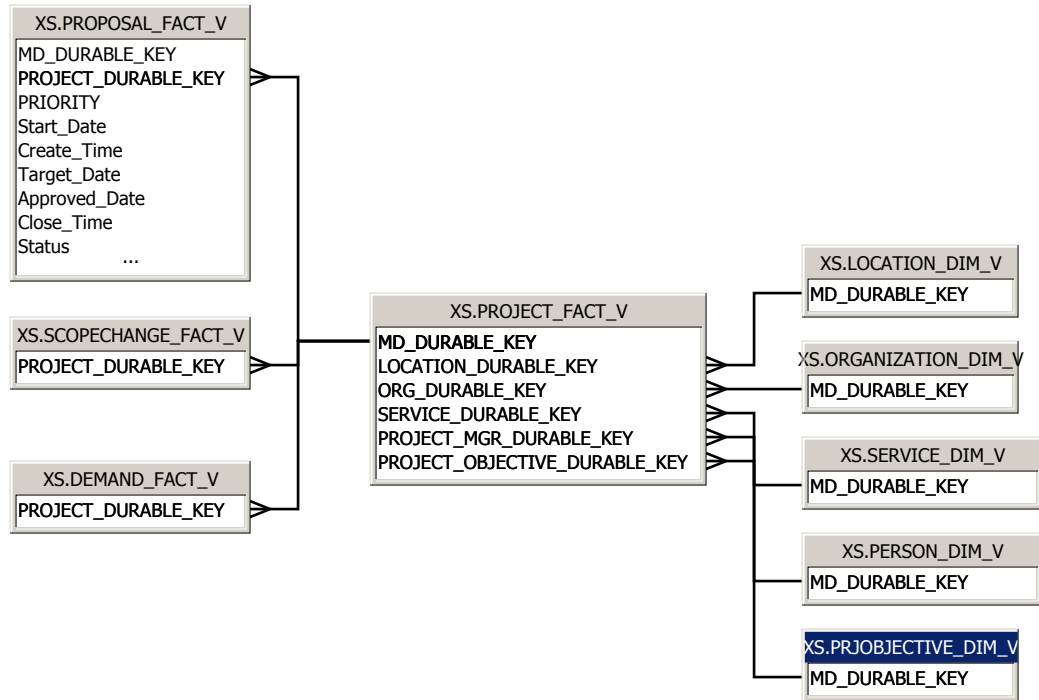 XS.PROPOSAL_FACT_V
MD_DURABLE_KEY
PROJECT_DURABLE_KEY
PRIORITY
Start_Date
Create_Time
Target_Date
Approved_Date
Close_Time
Status
...
XS.SCOPECHANGE_FACT_V
PROJECT_DURABLE_KEY
XS.DEMAND_FACT_V
PROJECT_DURABLE_KEY
XS.PROJECT_FACT_V
MD_DURABLE_KEY
LOCATION_DURABLE_KEY
ORG_DURABLE_KEY
SERVICE_DURABLE_KEY
PROJECT_MGR_DURABLE_KEY
PROJECT_OBJECTIVE_DURABLE_KEY
XS.LOCATION_DIM_V
MD_DURABLE_KEY
XS.ORGANIZATION_DIM_V
MD_DURABLE_KEY
XS.SERVICE_DIM_V
MD_DURABLE_KEY
XS.PERSON_DIM_V
MD_DURABLE_KEY
XS.PRJOBJECTIVE_DIM_V
MD_DURABLE_KEY